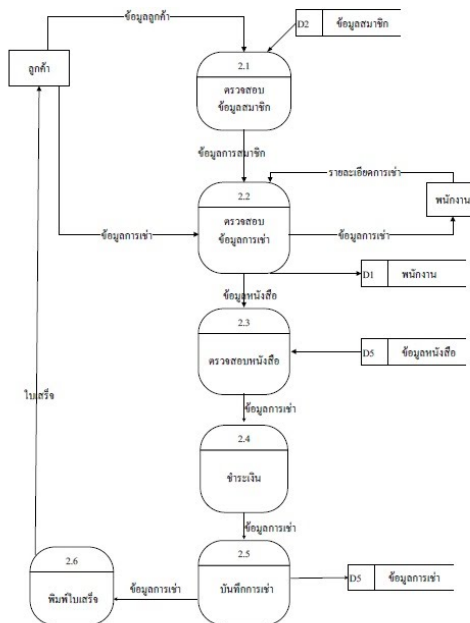 ข้อมูลลูกค้า
D2 ข้อมูลสมาชิก
ลูกค้า
2.1
ตรวจสอบ
ข้อมูลสมาชิก
ข้อมูลการสมาชิก
รายละเอียดการเช่า
2.2
ตรวจสอบ
ข้อมูลการเช่า
พนักงาน
ข้อมูลการเช่า
ข้อมูลการเช่า
D1 พนักงาน
ข้อมูลหนังสือ
2.3
ตรวจสอบหนังสือ
D5 ข้อมูลหนังสือ
ใบเสร็จ
ข้อมูลการเช่า
2.4
ชำระเงิน
ข้อมูลการเช่า
2.5
บันทึกการเช่า
D5 ข้อมูลการเช่า
ข้อมูลการเช่า
2.6
พิมพ์ใบเสร็จ